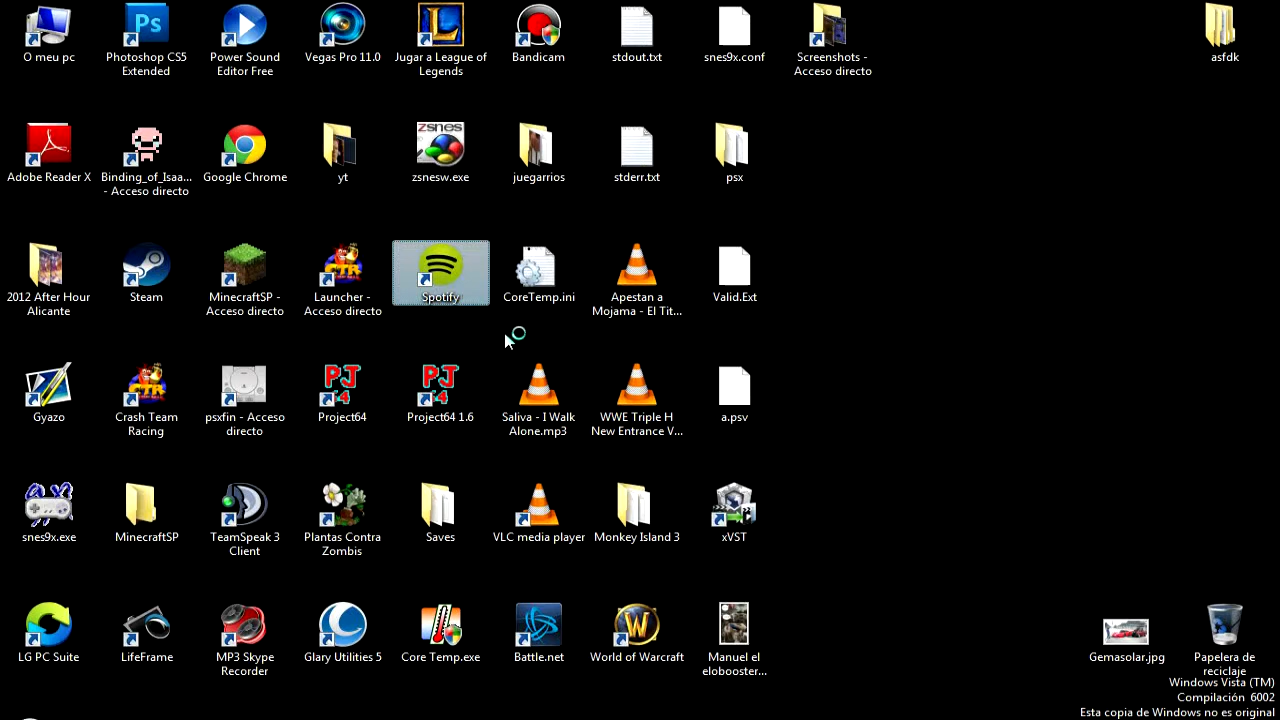 O meu pc
Photoshop CS5
Extended
Power Sound
Editor Free
Vegas Pro 11.0
Jugar a League of
Legends
Bandicam
stdout.txt
snes9x.conf
Screenshots -
Acceso directo
asfdk
Adobe Reader X
Binding_of_Isaa...
- Acceso directo
Google Chrome
yt
zsnesw.exe
juegarrios
stderr.txt
psx
2012 After Hour
Alicante
Steam
MinecraftSP -
Acceso directo
Launcher -
Acceso directo
Spotify
CoreTemp.ini
Apestan a
Mojama - El Tit...
Valid.Ext
Gyazo
Crash Team
Racing
psxfin - Acceso
directo
Project64
Project64 1.6
Saliva - I Walk
Alone.mp3
WWE Triple H
New Entrance V...
a.psv
snes9x.exe
MinecraftSP
TeamSpeak 3
Client
Plantas Contra
Zombis
Saves
VLC media player
Monkey Island 3
xVST
LG PC Suite
LifeFrame
MP3 Skype
Recorder
Glary Utilities 5
Core Temp.exe
Battle.net
World of Warcraft
Manuel el
elobooster...
Gemasolar.jpg
Papelera de
reciclaje
Windows Vista (TM)
Compilación 6002
Esta copia de Windows no es original